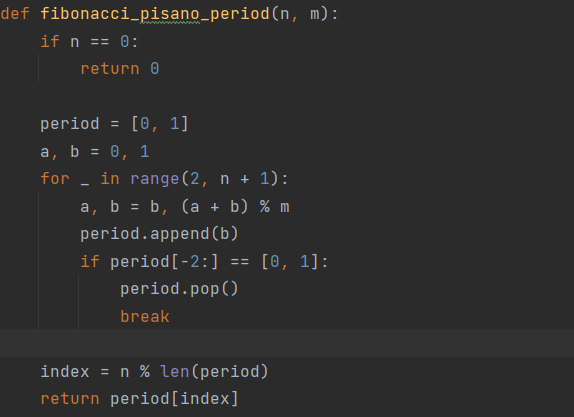 def fibonacci_pisano_period(n, m):
    if n == 0:
        return 0

    period = [0, 1]
    a, b = 0, 1
    for _ in range(2, n + 1):
        a, b = b, (a + b) % m
        period.append(b)
        if period[-2:] == [0, 1]:
            period.pop()
            break

    index = n % len(period)
    return period[index]